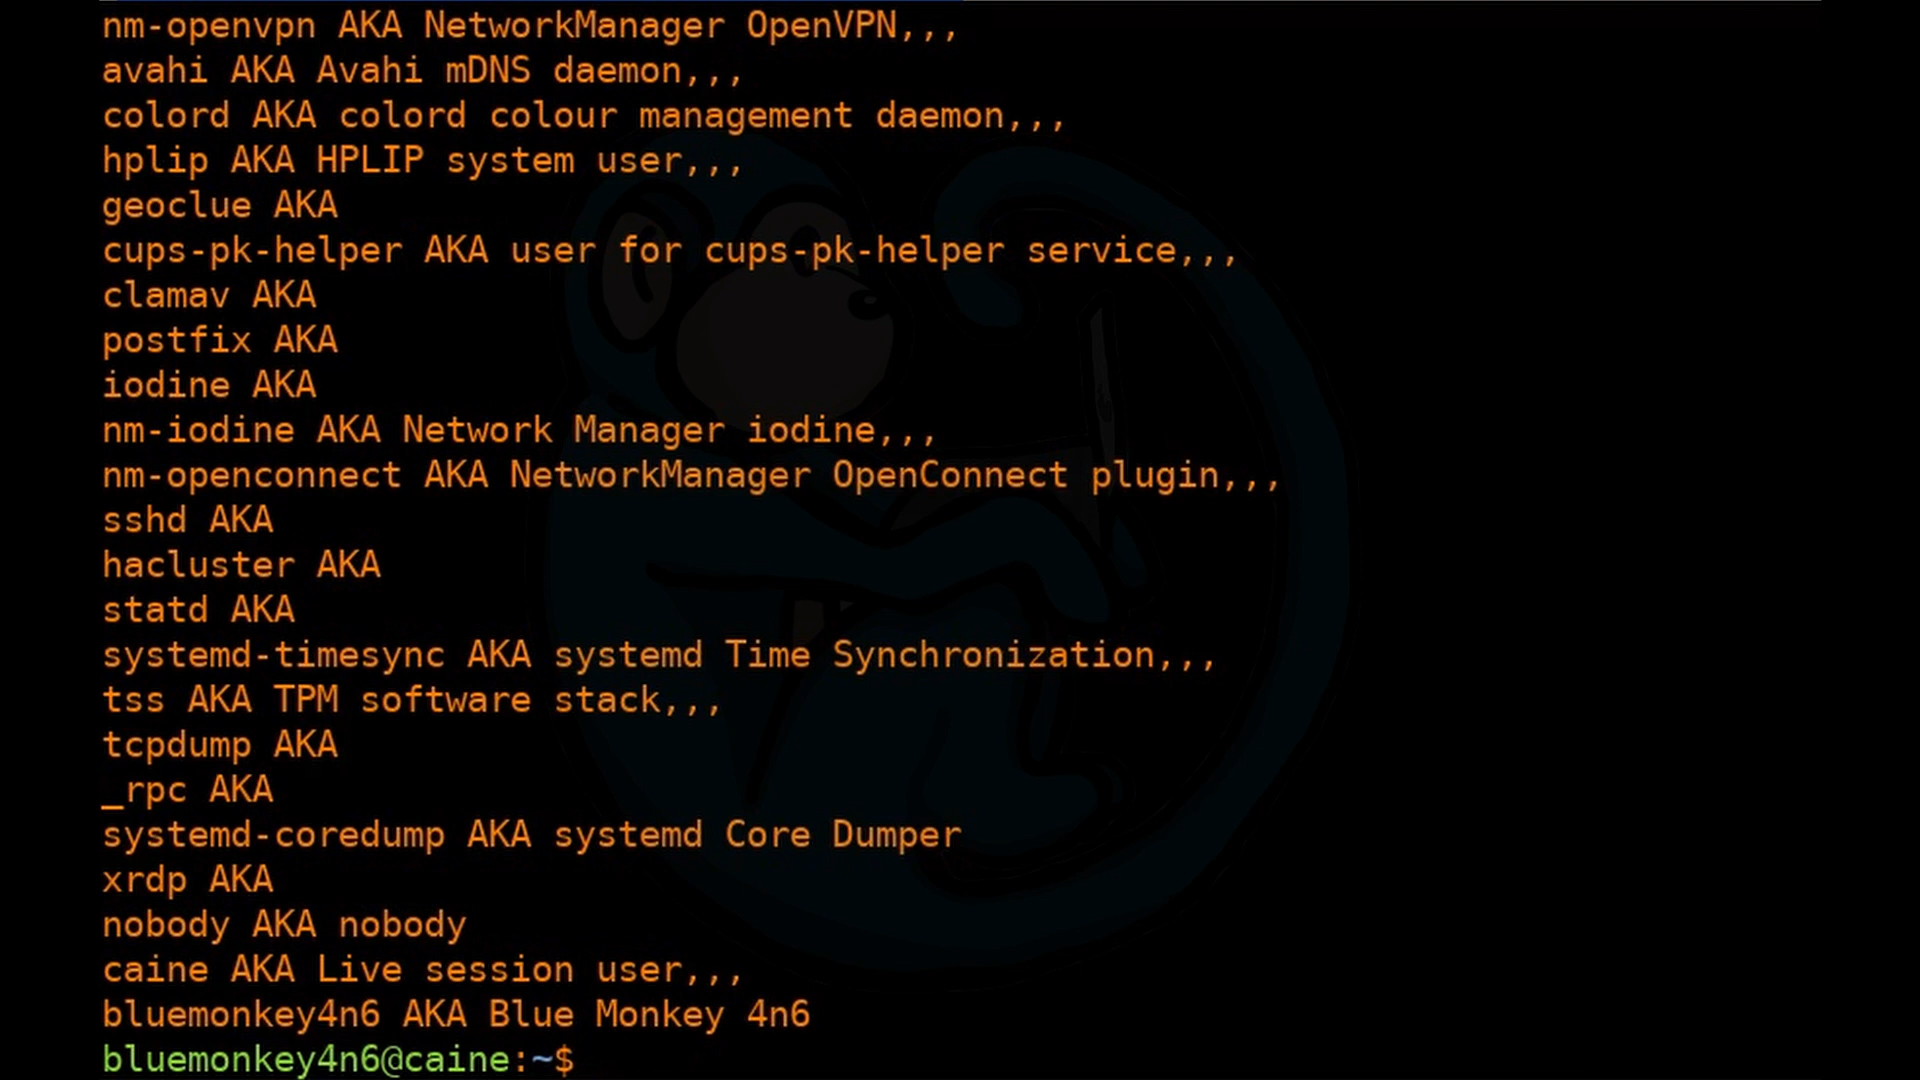 nm-openvpn AKA NetworkManager OpenVPN,,,
avahi AKA Avahi mDNS daemon,,,
colord AKA colord colour management daemon,,,
hplip AKA HPLIP system user,,,
geoclue AKA
cups-pk-helper AKA user for cups-pk-helper service,,,
clamav AKA
postfix AKA
iodine AKA
nm-iodine AKA Network Manager iodine,,,
nm-openconnect AKA NetworkManager OpenConnect plugin,,,
sshd AKA
hacluster AKA
statd AKA
systemd-timesync AKA systemd Time Synchronization,,,
tss AKA TPM software stack,,,
tcpdump AKA
_rpc AKA
systemd-coredump AKA systemd Core Dumper
xrdp AKA
nobody AKA nobody
caine AKA Live session user,,,
bluemonkey4n6 AKA Blue Monkey 4n6
bluemonkey4n6@caine:~$